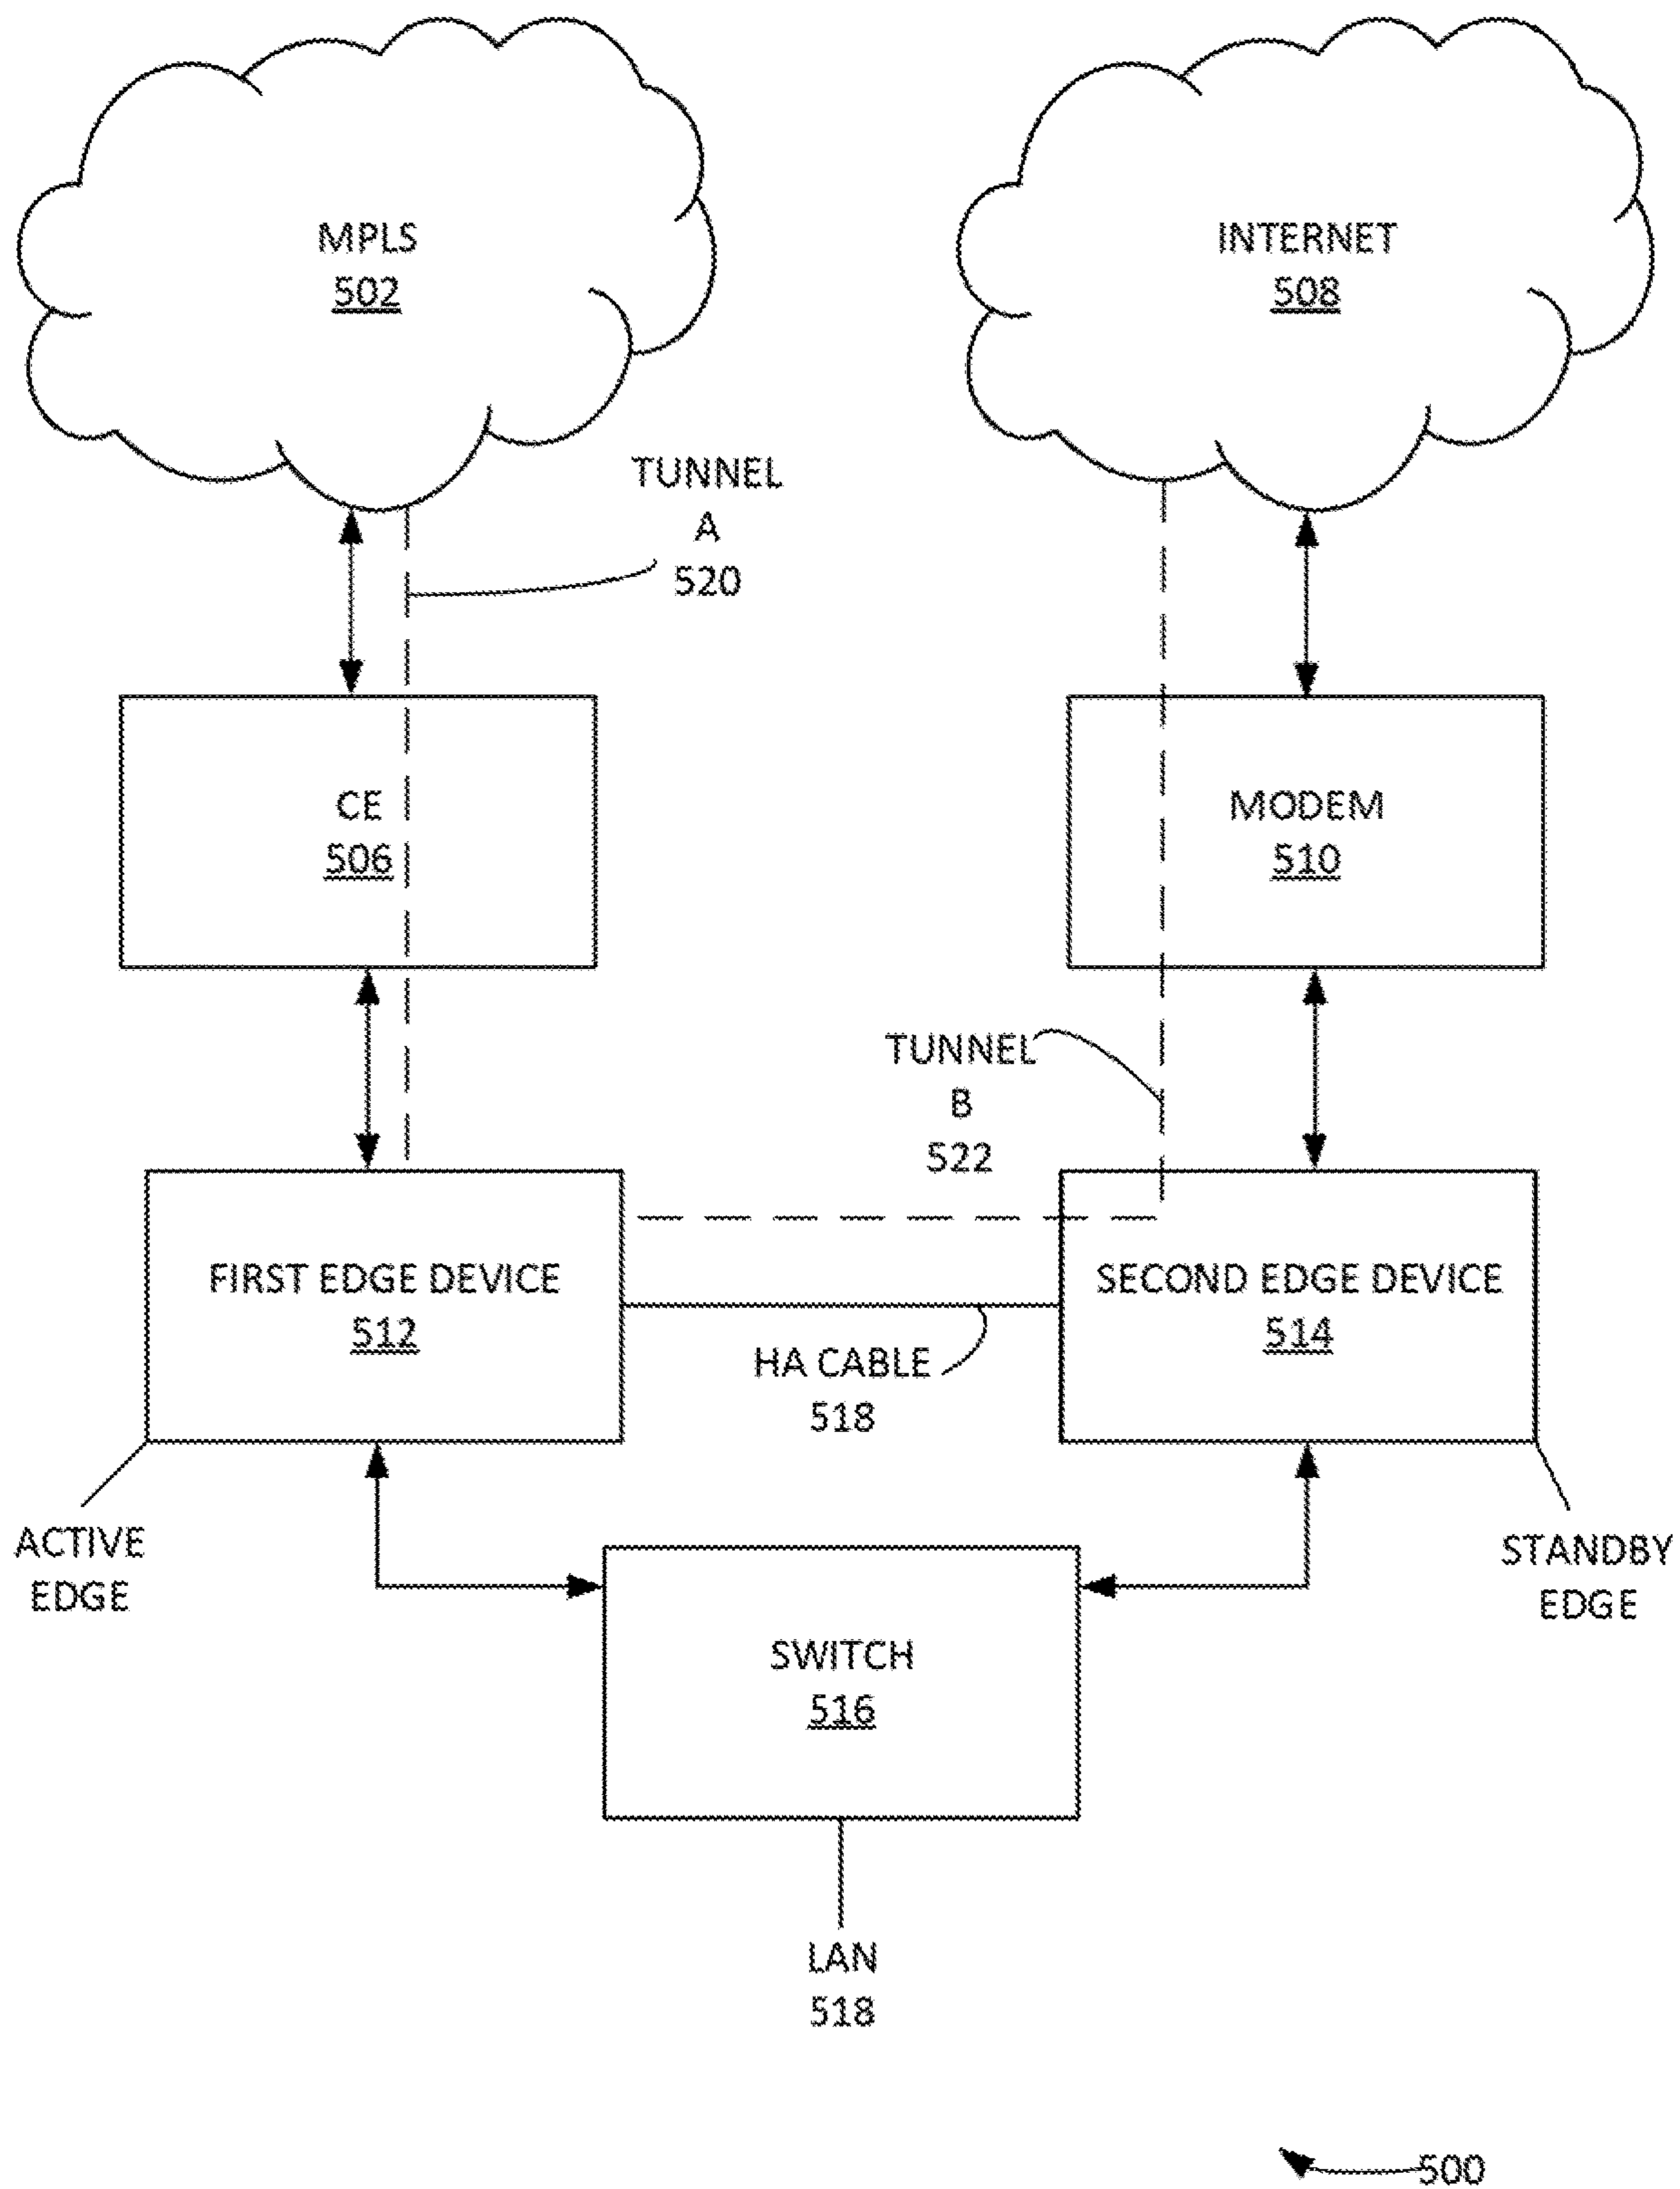 MPLS
502
INTERNET
508
TUNNEL
A
520
CE
506
MODEM
510
TUNNEL
B
522
FIRST EDGE DEVICE
512
SECOND EDGE DEVICE
514
HA CABLE
518
ACTIVE
EDGE
STANDBY
EDGE
SWITCH
516
LAN
518
500